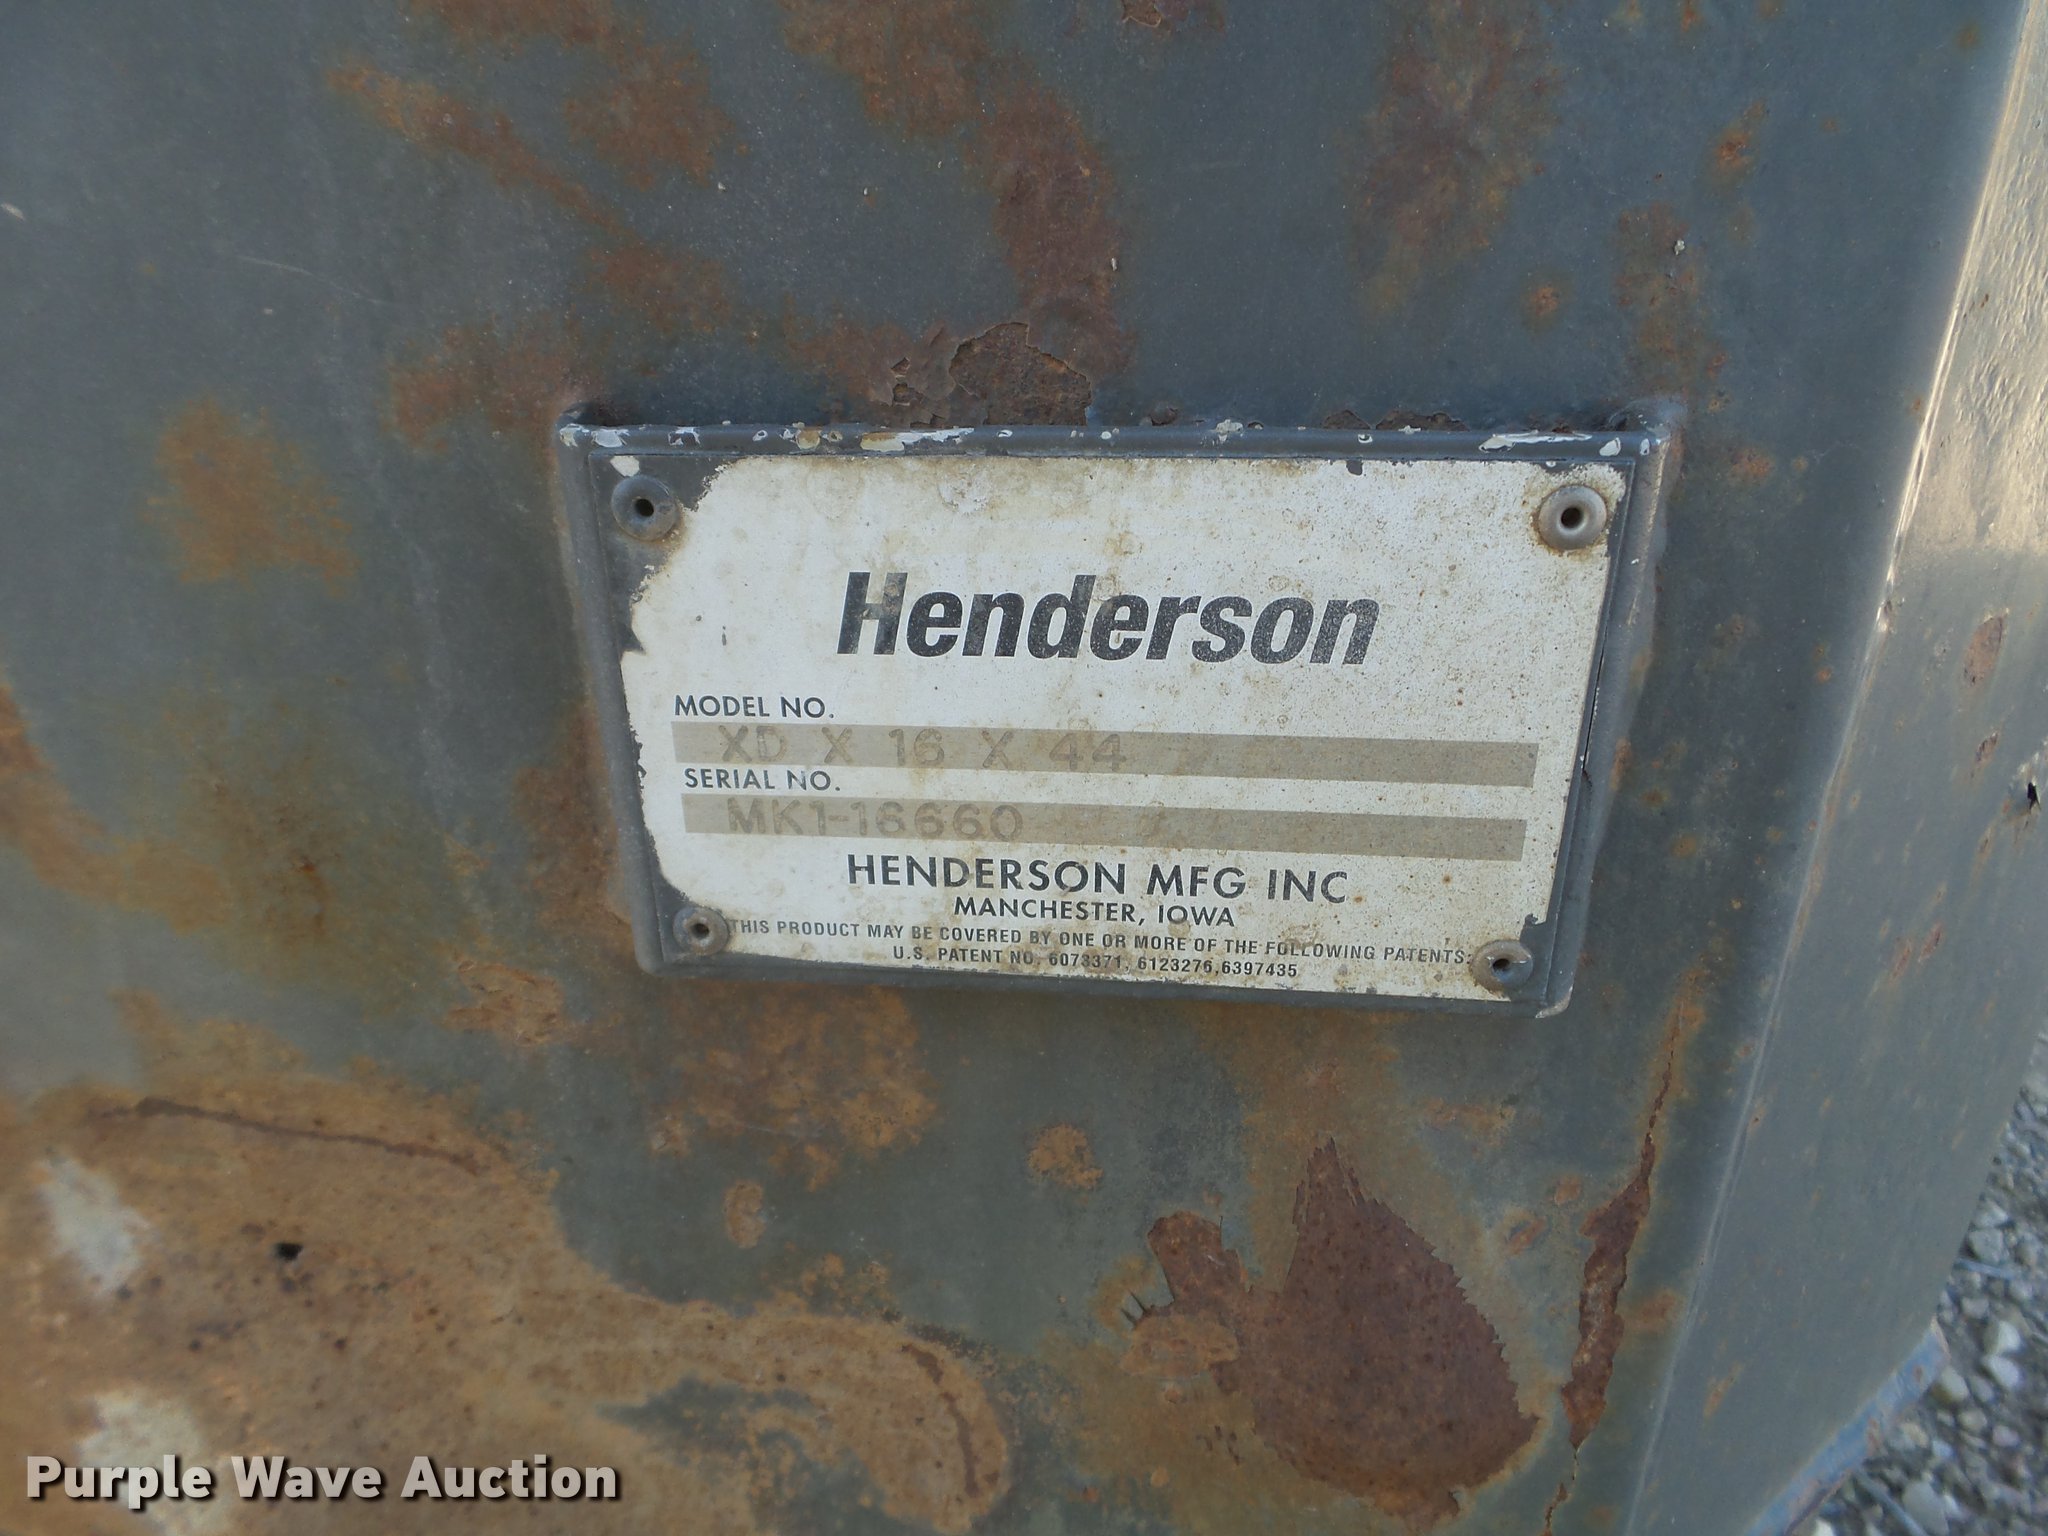 Henderson
MODEL NO.
XD X 16 X 44
SERIAL NO.
MK1-16660
HENDERSON MFG INC
MANCHESTER, IOWA
THIS PRODUCT MAY BE COVERED BY ONE OR MORE OF THE FOLLOWING PATENTS:
U.S. PATENT NO. 6073371, 6123276,6397435
Purple Wave Auction